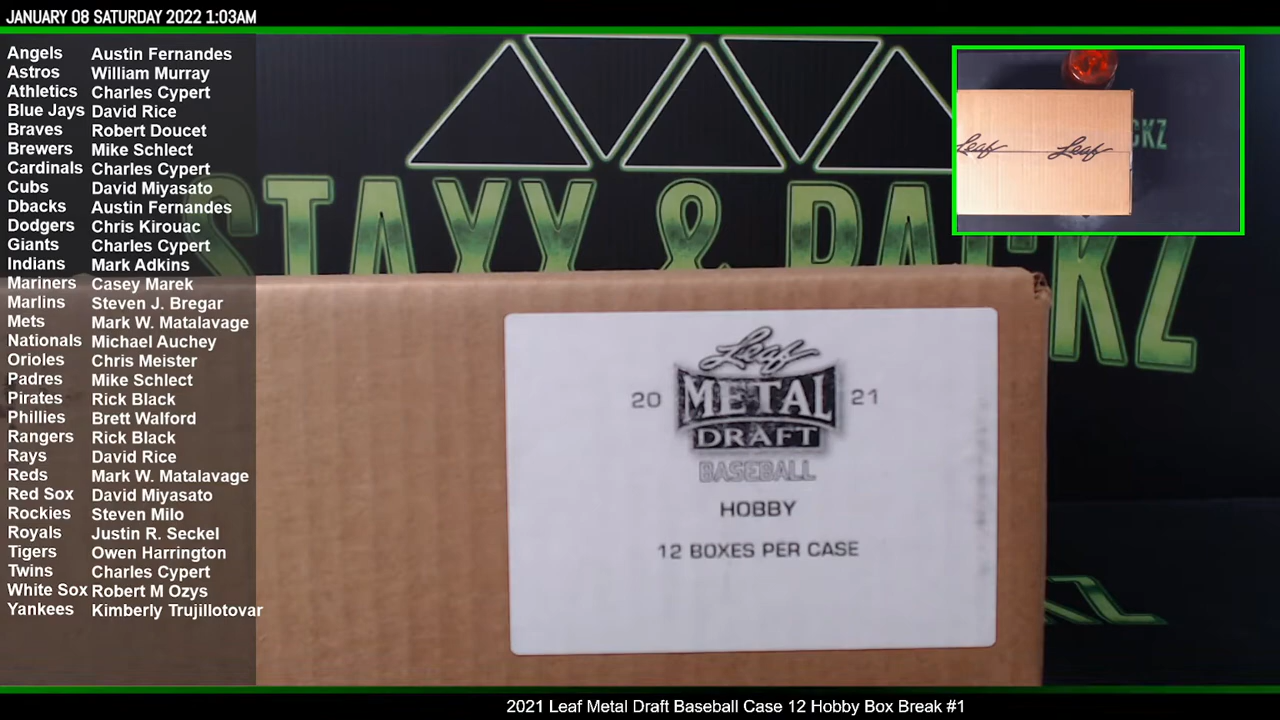 JANUARY 08 SATURDAY 2022 1:03AM
Angels Austin Fernandes
Astros William Murray
Athletics Charles Cypert
Blue Jays David Rice
Braves Robert Doucet
Brewers Mike Schlect
Cardinals Charles Cypert
Cubs David Miyasato
Dbacks Austin Fernandes
Dodgers Chris Kirouac
Giants Charles Cypert
Indians Mark Adkins
Mariners Casey Marek
Marlins Steven J. Bregar
Mets Mark W. Matalavage
Nationals Michael Auchey
Orioles Chris Meister
Padres Mike Schlect
Pirates Rick Black
Phillies Brett Walford
Rangers Rick Black
Rays David Rice
Reds Mark W. Matalavage
Red Sox David Miyasato
Rockies Steven Milo
Royals Justin R. Seckel
Tigers Owen Harrington
Twins Charles Cypert
White Sox Robert M Ozys
Yankees Kimberly Trujillotovar
STAXX & PACKZ
Leaf Leaf
CKZ
Leaf
20 METAL 21
DRAFT
BASEBALL
HOBBY
12 BOXES PER CASE
2021 Leaf Metal Draft Baseball Case 12 Hobby Box Break #1